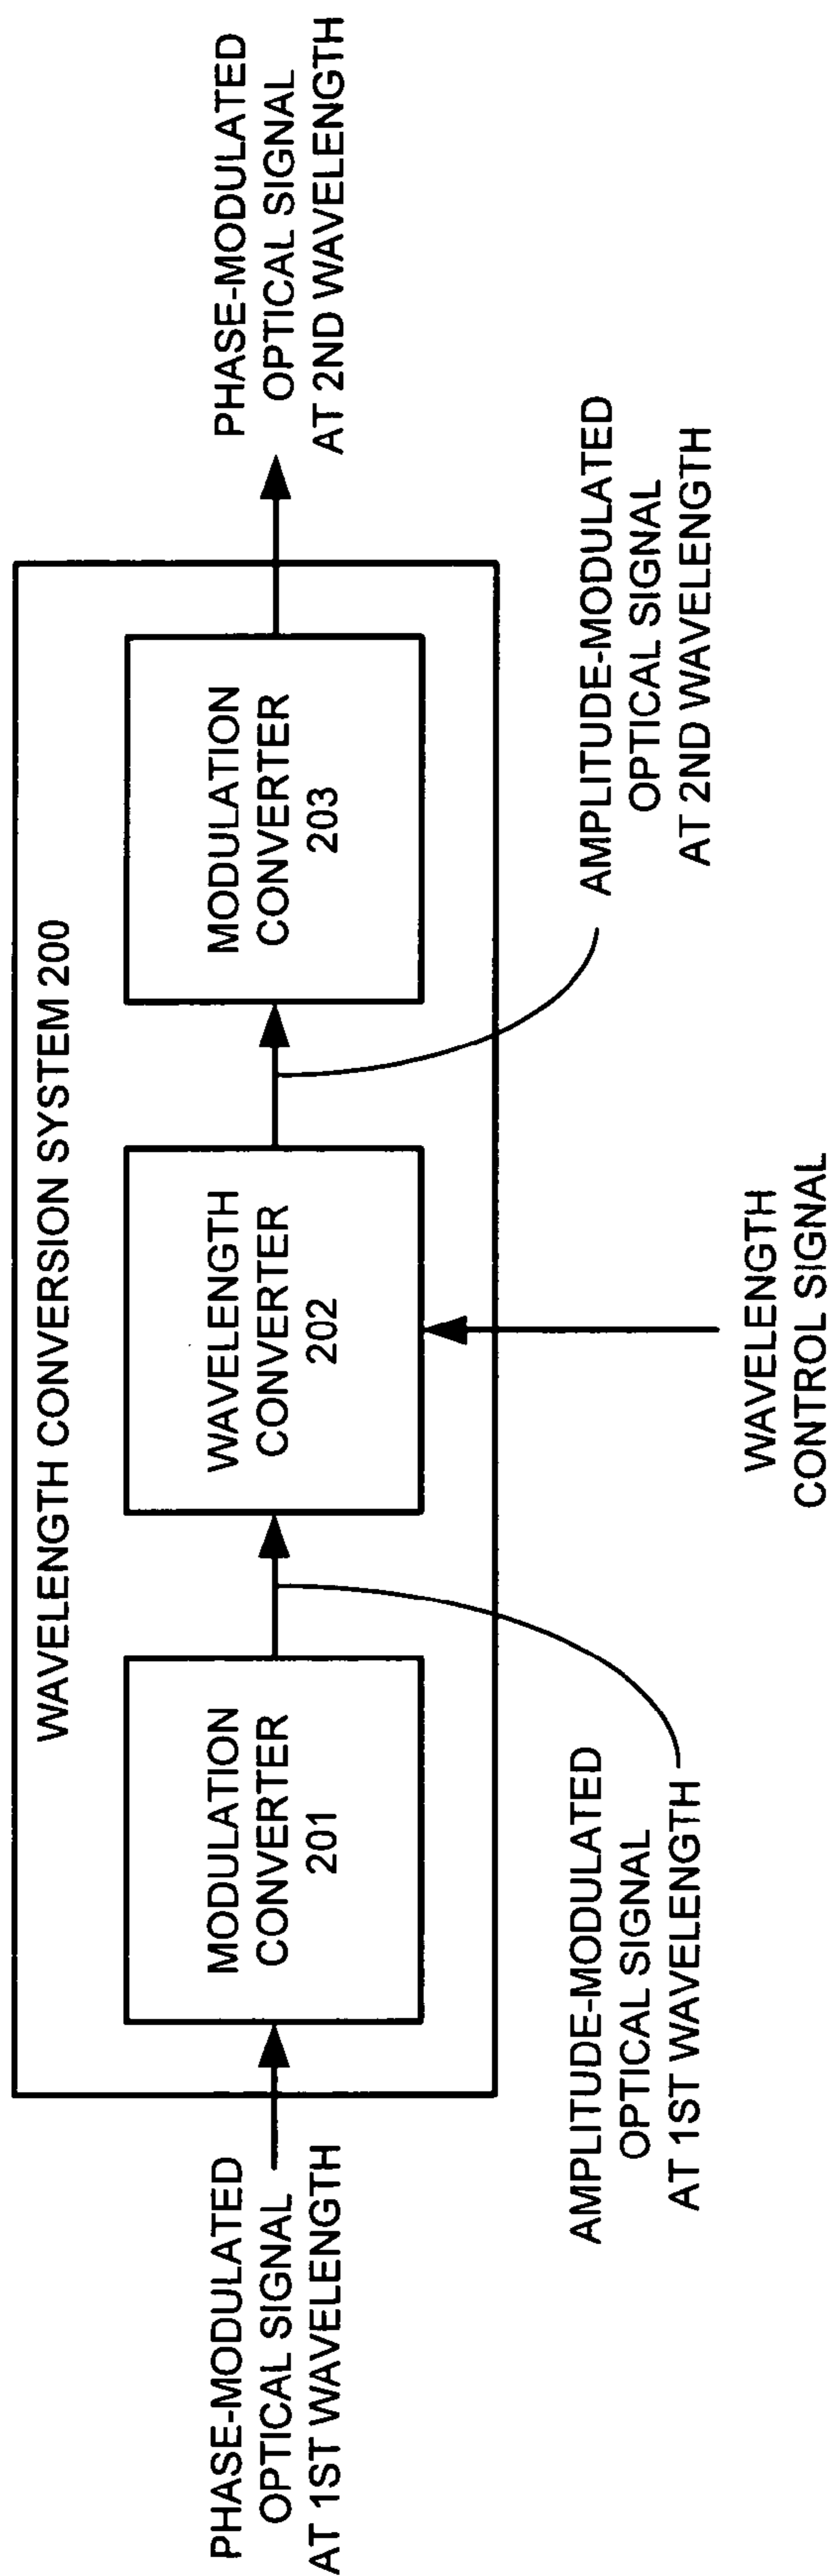 WAVELENGTH CONVERSION SYSTEM 200
PHASE-MODULATED
OPTICAL SIGNAL
AT 1ST WAVELENGTH
MODULATION
CONVERTER
201
WAVELENGTH
CONVERTER
202
MODULATION
CONVERTER
203
PHASE-MODULATED
OPTICAL SIGNAL
AT 2ND WAVELENGTH
AMPLITUDE-MODULATED
OPTICAL SIGNAL
AT 1ST WAVELENGTH
AMPLITUDE-MODULATED
OPTICAL SIGNAL
AT 2ND WAVELENGTH
WAVELENGTH
CONTROL SIGNAL